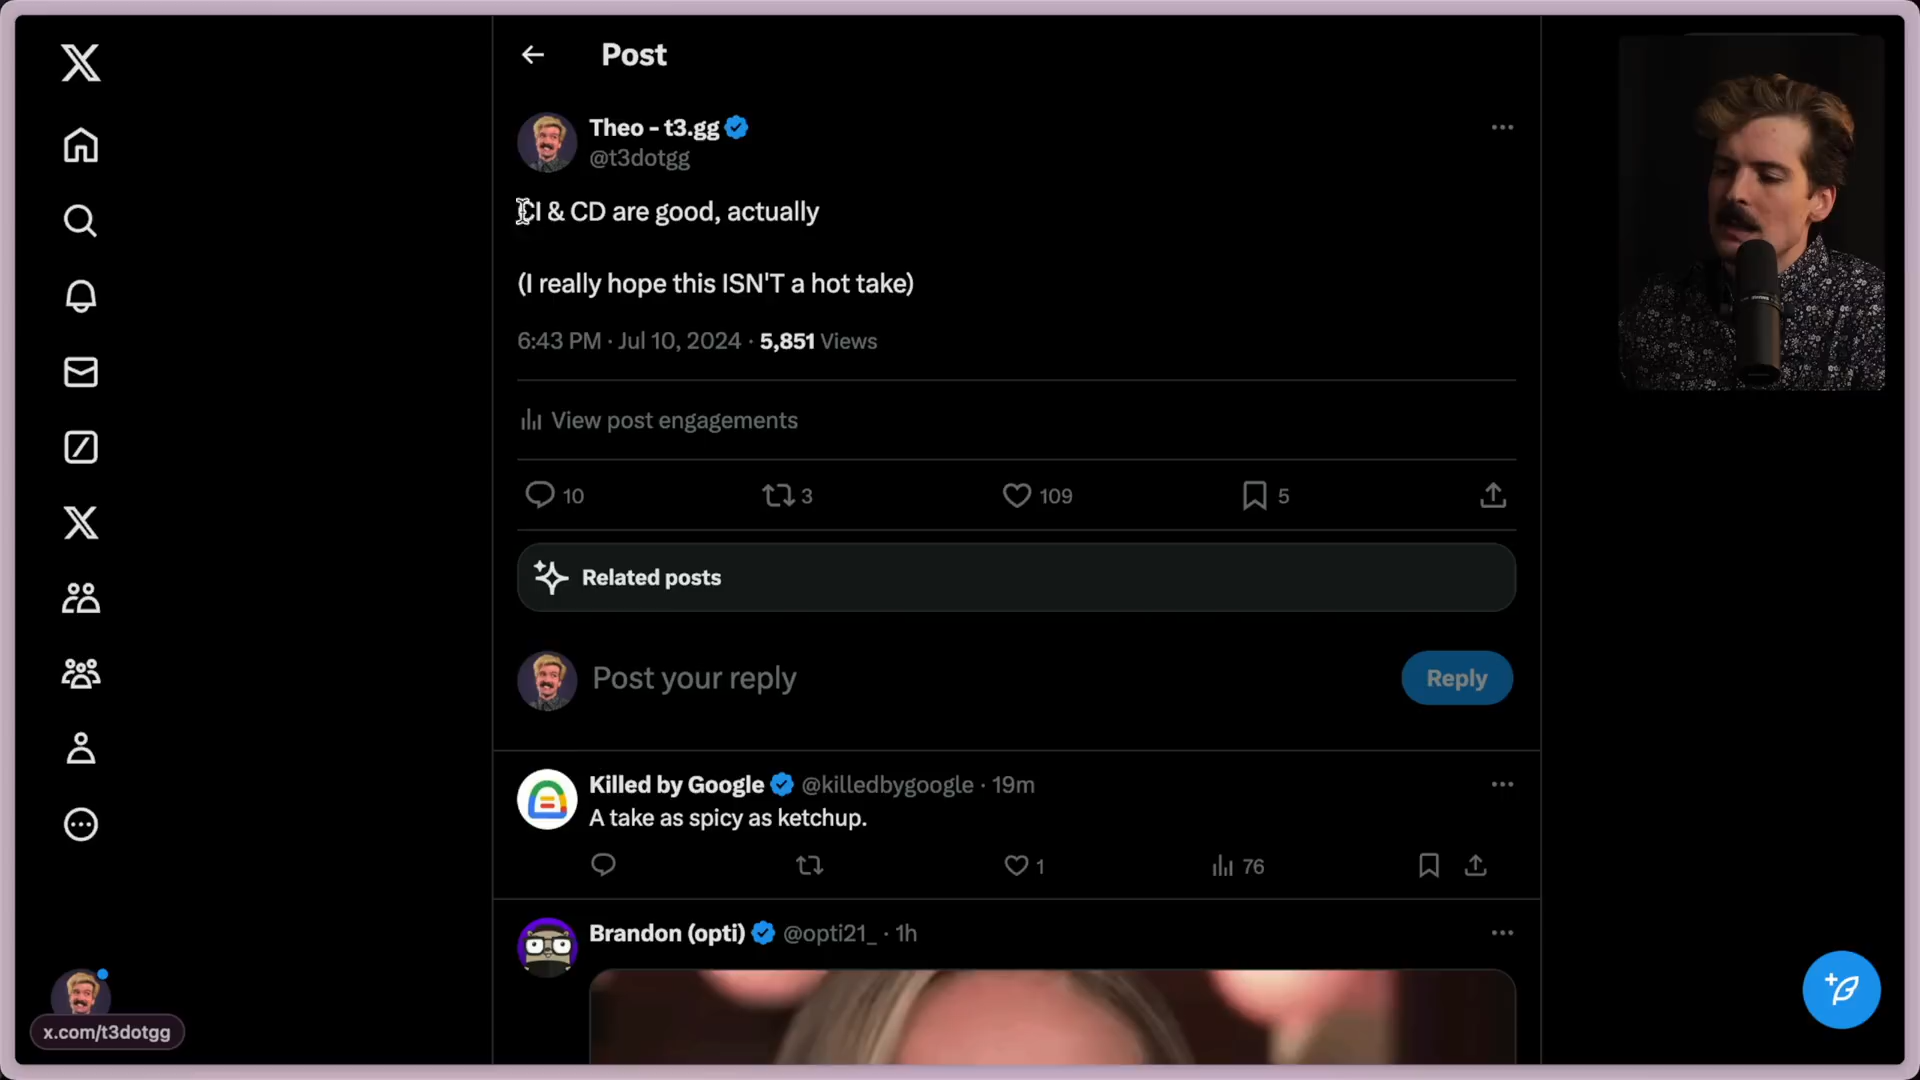 Post
Theo - t3.gg
@t3dotgg
CI & CD are good, actually
(I really hope this ISN'T a hot take)
6:43 PM · Jul 10, 2024 · 5,851 Views
View post engagements
10 3 109 5
Related posts
Post your reply
Reply
Killed by Google @killedbygoogle · 19m
A take as spicy as ketchup.
1 76
Brandon (opti) @opti21_ · 1h
x.com/t3dotgg